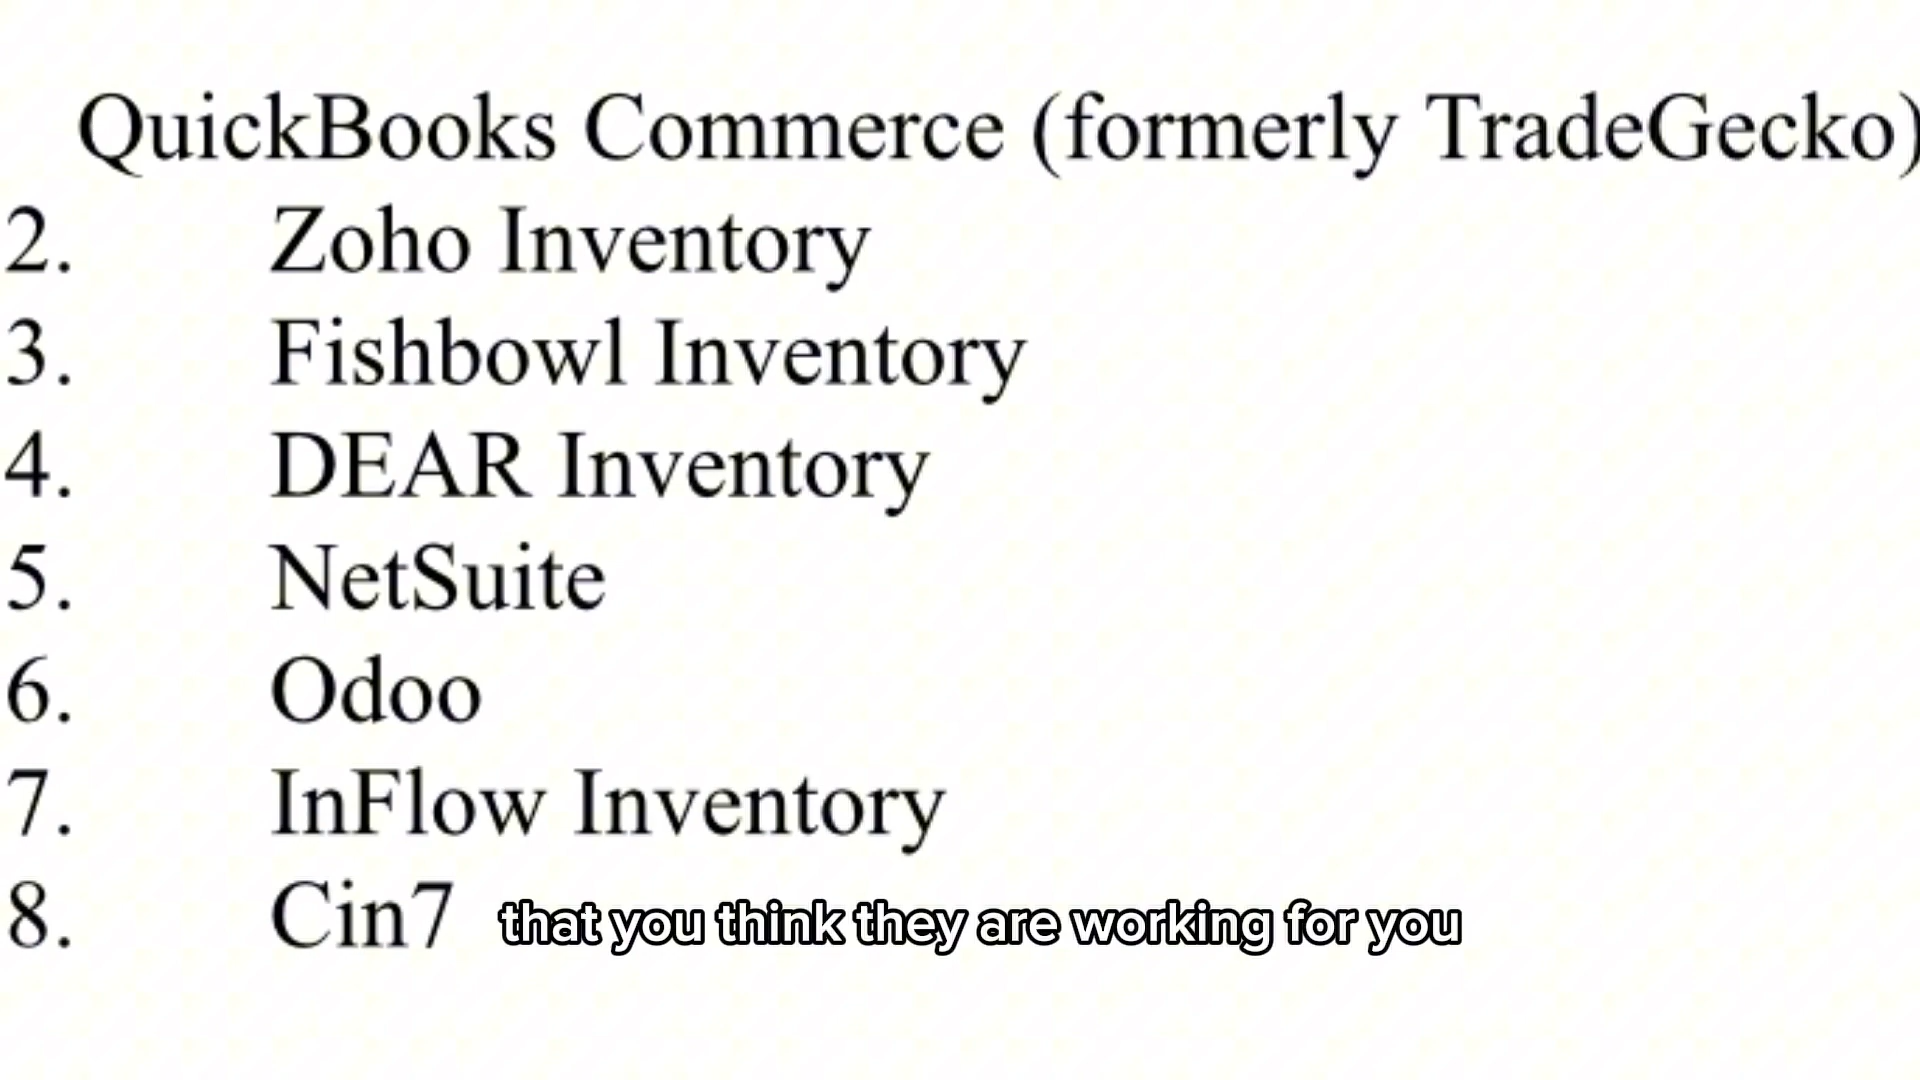 QuickBooks Commerce (formerly TradeGecko)
2. Zoho Inventory
3. Fishbowl Inventory
4. DEAR Inventory
5. NetSuite
6. Odoo
7. InFlow Inventory
8. Cin7
that you think they are working for you